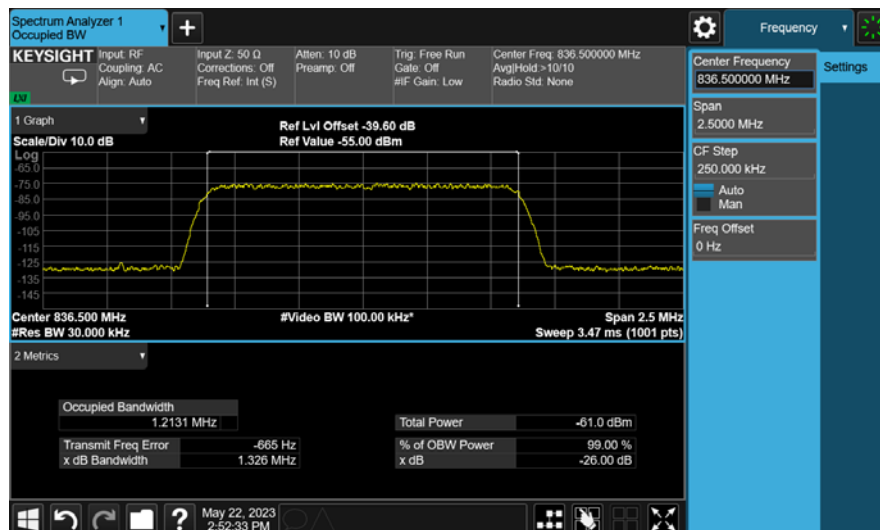 Spectrum Analyzer 1
Occupied BW
Frequency
KEYSIGHT
Input: RF
Coupling: AC
Align: Auto
Input Z: 50 Ω
Corrections: Off
Freq Ref: Int (S)
Atten: 10 dB
Preamp: Off
Trig: Free Run
Gate: Off
#IF Gain: Low
Center Freq: 836.500000 MHz
Avg|Hold:>10/10
Radio Std: None
LXI
Center Frequency
836.500000 MHz
Settings
Span
2.5000 MHz
CF Step
250.000 kHz
Auto
Man
Freq Offset
0 Hz
1 Graph
Scale/Div 10.0 dB
Ref Lvl Offset -39.60 dB
Ref Value -55.00 dBm
Log
-65.0
-75.0
-85.0
-95.0
-105
-115
-125
-135
-145
Center 836.500 MHz
#Video BW 100.00 kHz*
Span 2.5 MHz
#Res BW 30.000 kHz
Sweep 3.47 ms (1001 pts)
2 Metrics
Occupied Bandwidth
1.2131 MHz
Total Power -61.0 dBm
Transmit Freq Error -665 Hz
% of OBW Power 99.00 %
x dB Bandwidth 1.326 MHz
x dB -26.00 dB
?
May 22, 2023
2:52:33 PM